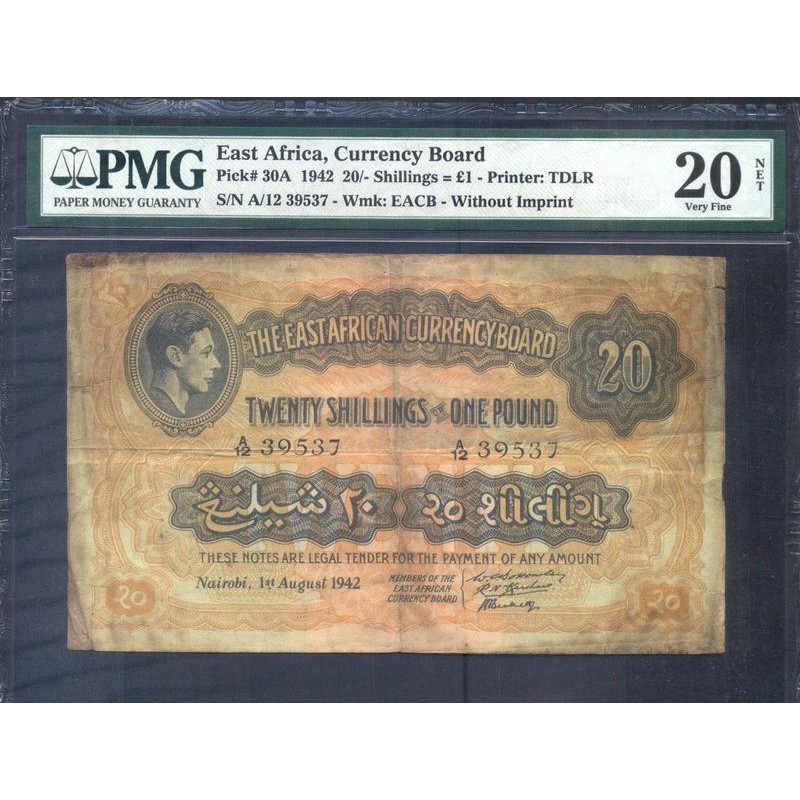 PMG
PAPER MONEY GUARANTY
East Africa, Currency Board
Pick# 30A 1942 20/- Shillings = £1 - Printer: TDLR
S/N A/12 39537 - Wmk: EACB - Without Imprint
20
NET
Very Fine
THE EAST AFRICAN CURRENCY BOARD
20
TWENTY SHILLINGS OR ONE POUND
A/12 39537 A/12 39537
٢٠ شيلنڠ
૨૦ શીલીંગ
THESE NOTES ARE LEGAL TENDER FOR THE PAYMENT OF ANY AMOUNT
Nairobi, 1st August 1942
MEMBERS OF THE
EAST AFRICAN
CURRENCY BOARD
૨૦
૨૦